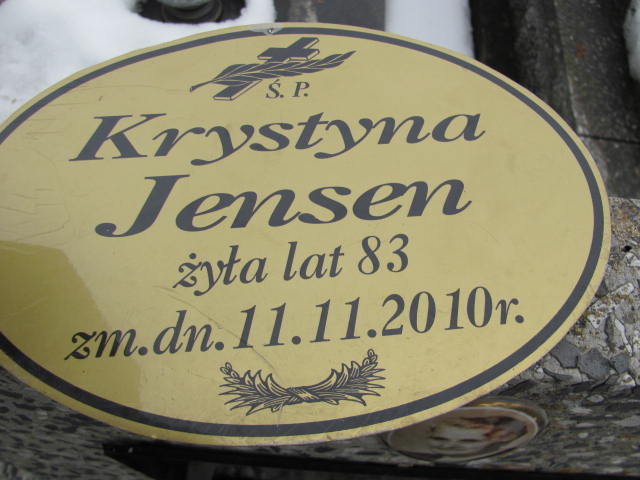 Ś. P.
Krystyna
Jensen
żyła lat 83
zm.dn.11.11.2010r.